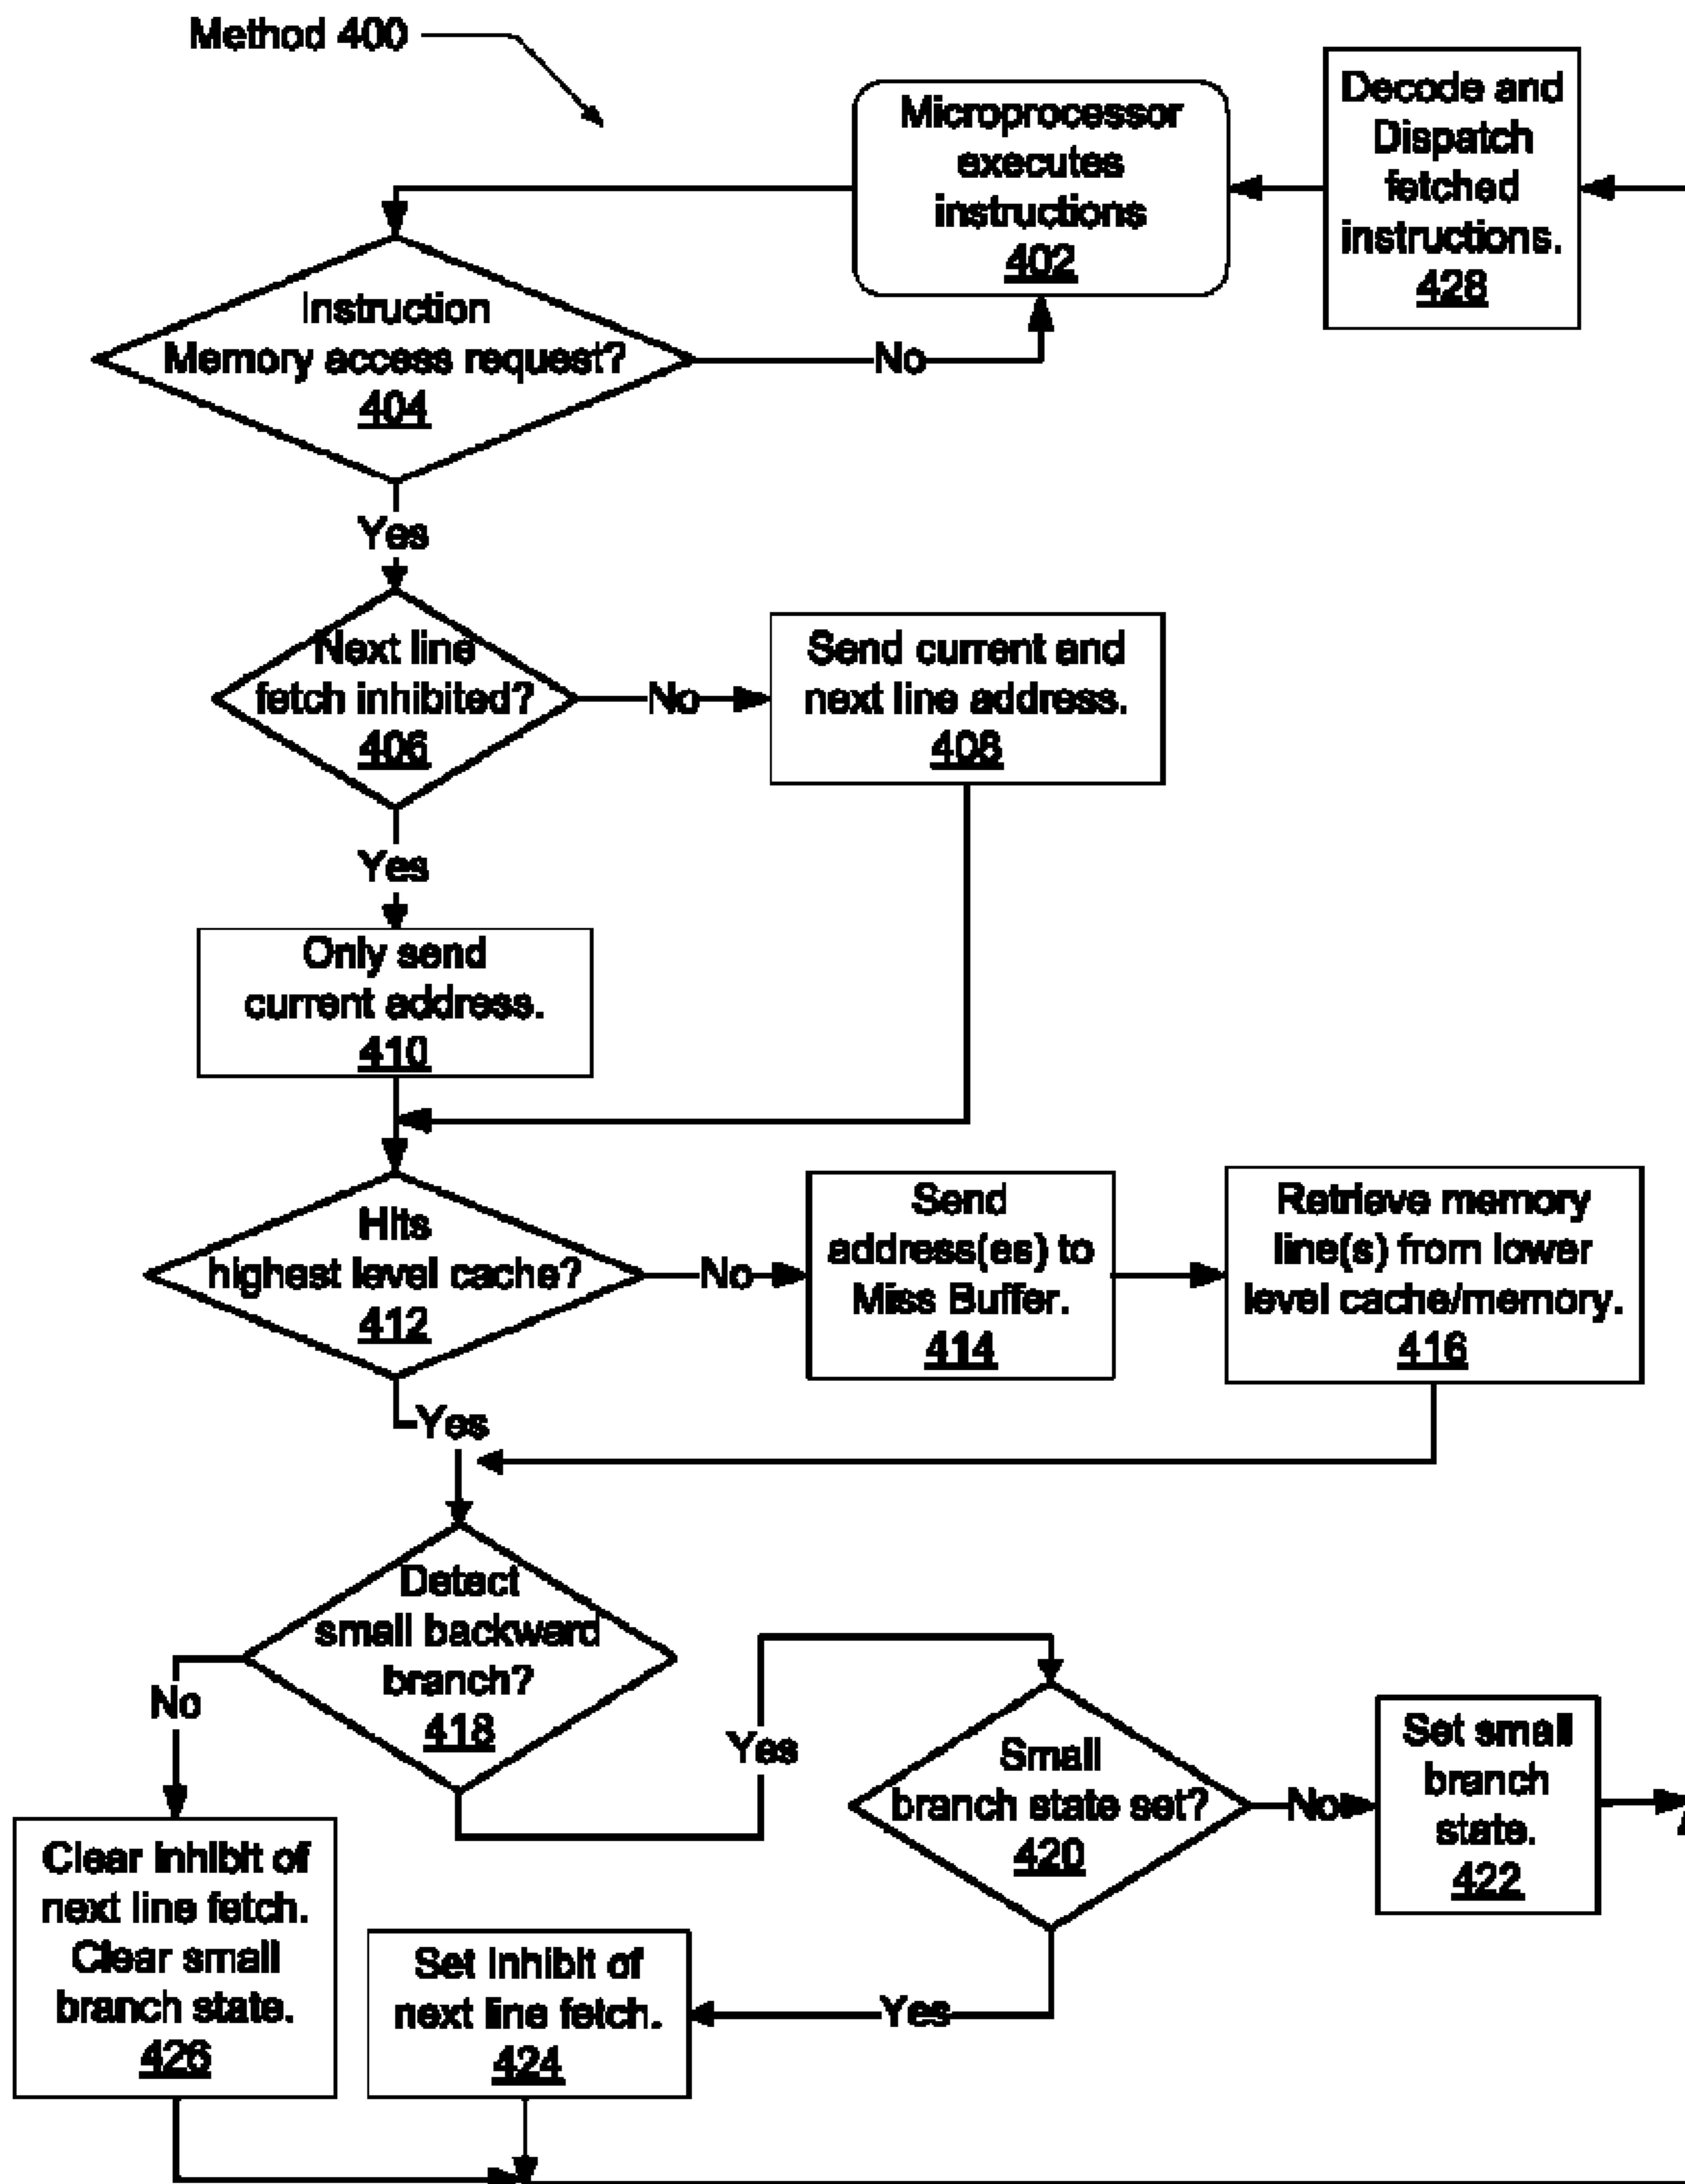 Method 400
Microprocessor
executes
instructions
402
Decode and
Dispatch
fetched
instructions.
428
Instruction
Memory access request?
404
No
Yes
Next line
fetch inhibited?
406
No
Send current and
next line address.
408
Yes
Only send
current address.
410
Hits
highest level cache?
412
No
Send
address(es) to
Miss Buffer.
414
Retrieve memory
line(s) from lower
level cache/memory.
416
Yes
Detect
small backward
branch?
418
No
Yes
Small
branch state set?
420
No
Set small
branch
state.
422
Clear inhibit of
next line fetch.
Clear small
branch state.
426
Set inhibit of
next line fetch.
424
Yes